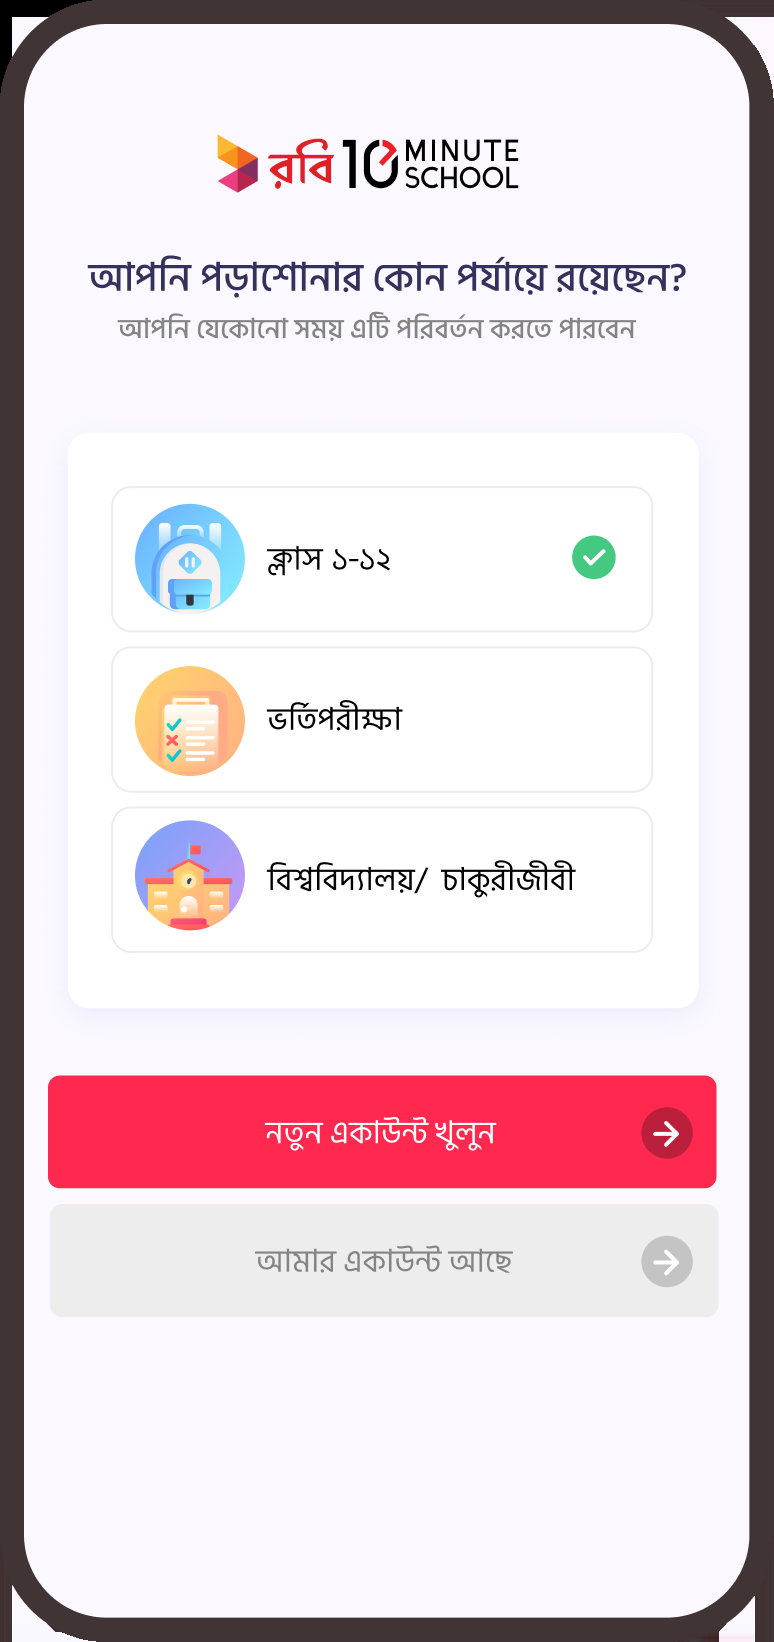 রবি 10 MINUTE
SCHOOL
আপনি পড়াশোনার কোন পর্যায়ে রয়েছেন?
আপনি যেকোনো সময় এটি পরিবর্তন করতে পারবেন
ক্লাস ১-১২
ভর্তিপরীক্ষা
বিশ্ববিদ্যালয়/ চাকুরীজীবী
নতুন একাউন্ট খুলুন
আমার একাউন্ট আছে